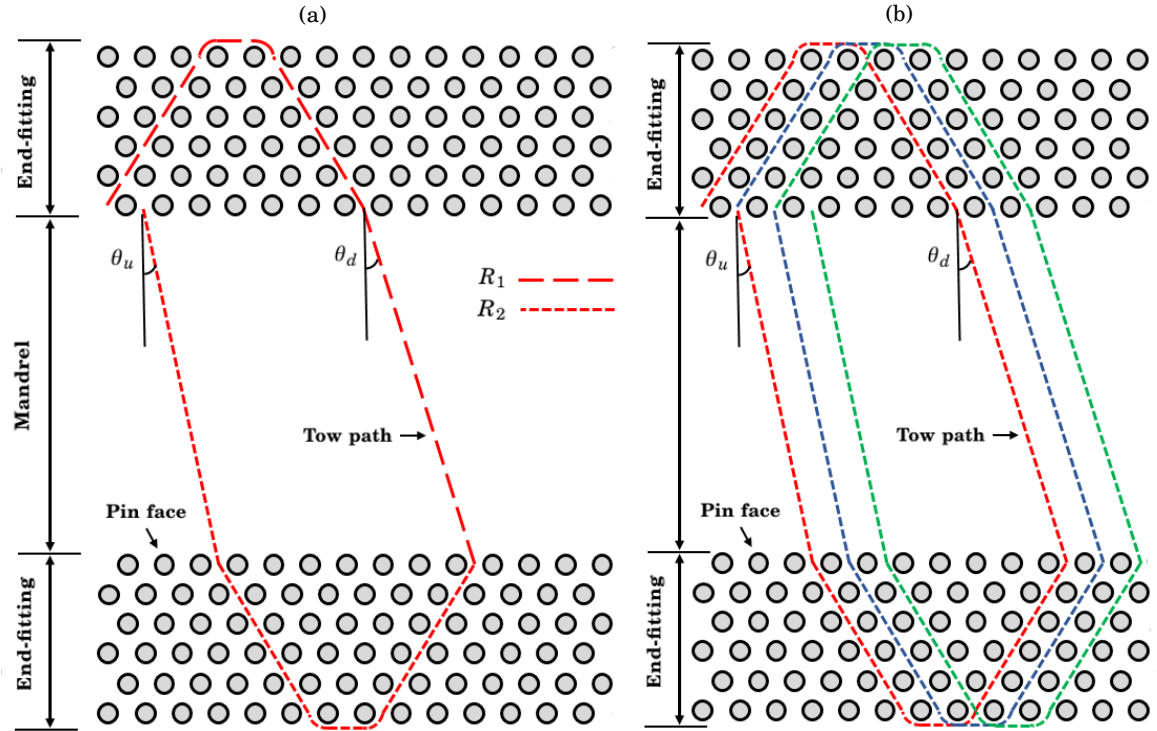 (a)
End-fitting
θu
θd
R1
R2
Mandrel
Tow path
Pin face
End-fitting
(b)
End-fitting
θu
θd
Tow path
Pin face
End-fitting